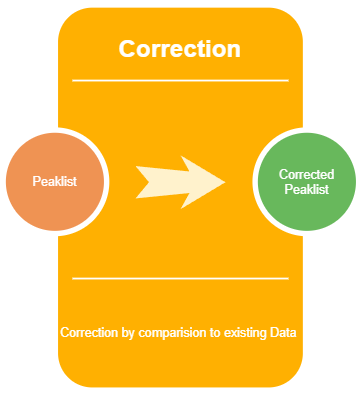 Correction
Peaklist
Corrected
Peaklist
Correction by comparision to existing Data